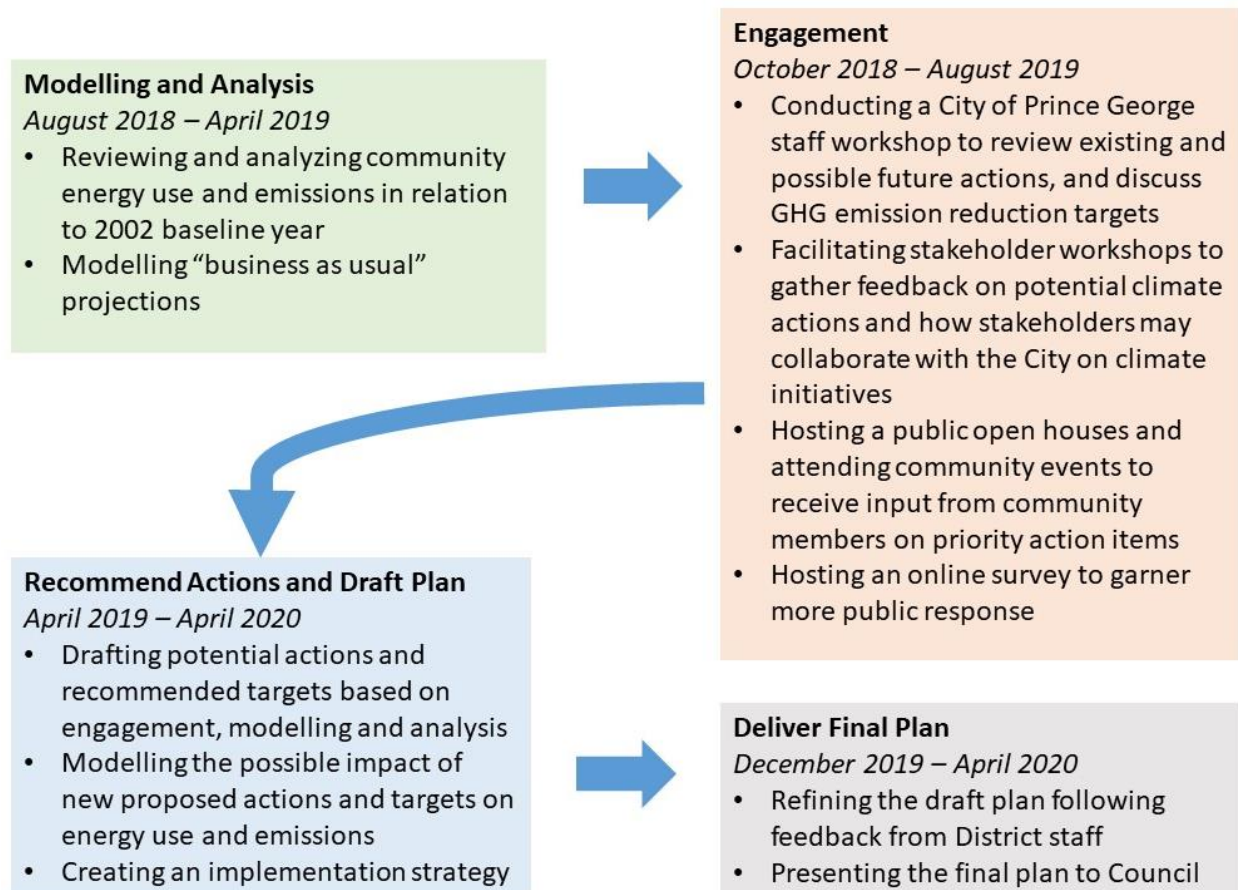 Modelling and Analysis
August 2018 – April 2019
• Reviewing and analyzing community
energy use and emissions in relation
to 2002 baseline year
• Modelling “business as usual”
projections
Engagement
October 2018 – August 2019
• Conducting a City of Prince George
staff workshop to review existing and
possible future actions, and discuss
GHG emission reduction targets
• Facilitating stakeholder workshops to
gather feedback on potential climate
actions and how stakeholders may
collaborate with the City on climate
initiatives
• Hosting a public open houses and
attending community events to
receive input from community
members on priority action items
• Hosting an online survey to garner
more public response
Recommend Actions and Draft Plan
April 2019 – April 2020
• Drafting potential actions and
recommended targets based on
engagement, modelling and analysis
• Modelling the possible impact of
new proposed actions and targets on
energy use and emissions
• Creating an implementation strategy
Deliver Final Plan
December 2019 – April 2020
• Refining the draft plan following
feedback from District staff
• Presenting the final plan to Council